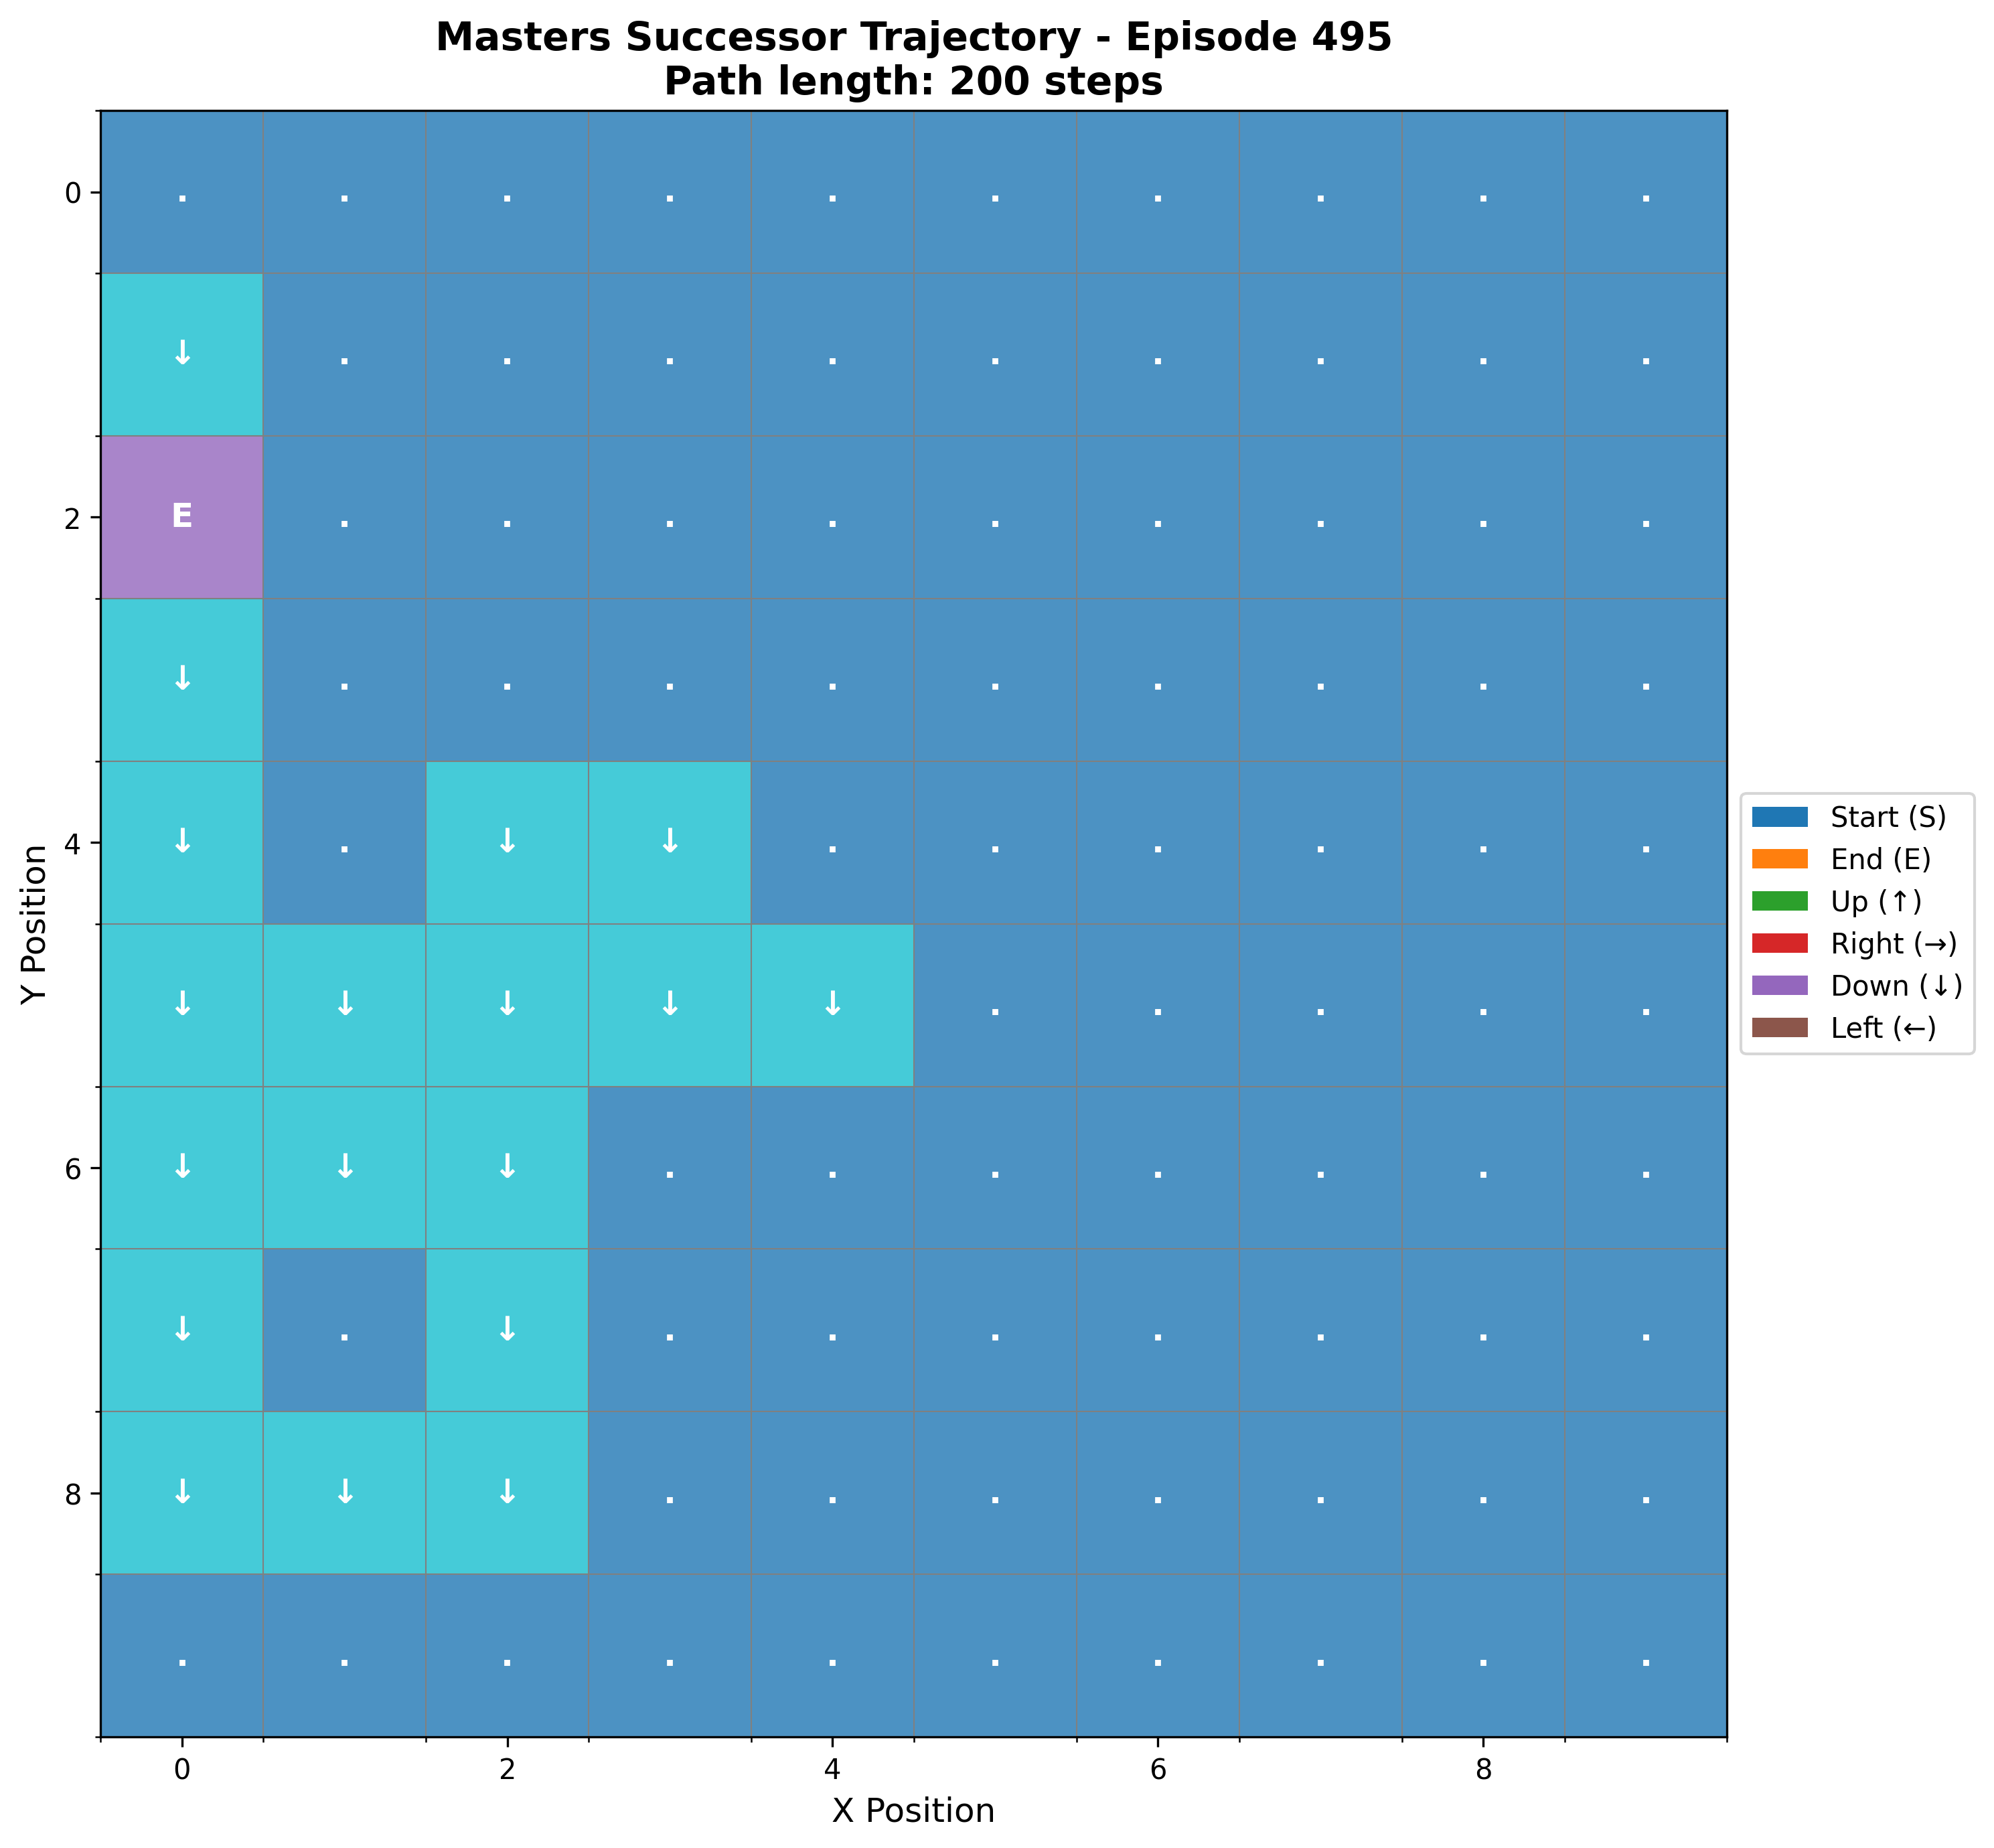 Masters Successor Trajectory - Episode 495
Path length: 200 steps
0 . . . . . . . . . .
↓ . . . . . . . . .
2 E . . . . . . . . .
↓ . . . . . . . . .
4 ↓ . ↓ ↓ . . . . . .
↓ ↓ ↓ ↓ ↓ . . . . .
6 ↓ ↓ ↓ . . . . . . .
↓ . ↓ . . . . . . .
8 ↓ ↓ ↓ . . . . . . .
. . . . . . . . . .
0 2 4 6 8
X Position
Y Position
Start (S)
End (E)
Up (↑)
Right (→)
Down (↓)
Left (←)